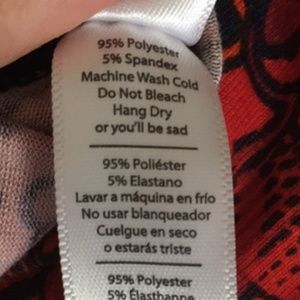 95% Polyester
5% Spandex
Machine Wash Cold
Do Not Bleach
Hang Dry
or you'll be sad
95% Poliéster
5% Elastano
Lavar a máquina en frío
No usar blanqueador
Cuelgue en seco
o estarás triste
95% Polyester
5% Élasthanne